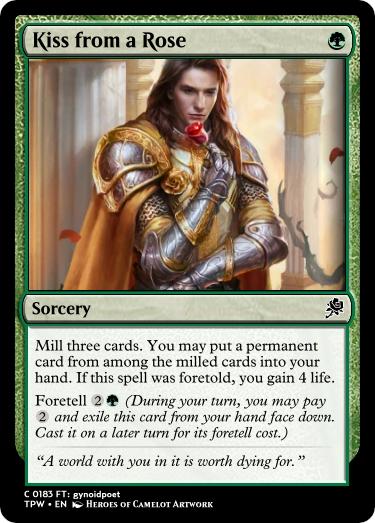 Kiss from a Rose
Sorcery
Mill three cards. You may put a permanent
card from among the milled cards into your
hand. If this spell was foretold, you gain 4 life.
Foretell 2 (During your turn, you may pay
2 and exile this card from your hand face down.
Cast it on a later turn for its foretell cost.)
“A world with you in it is worth dying for.”
C 0183 FT: gynoidpoet
TPW • EN HEROES OF CAMELOT ARTWORK